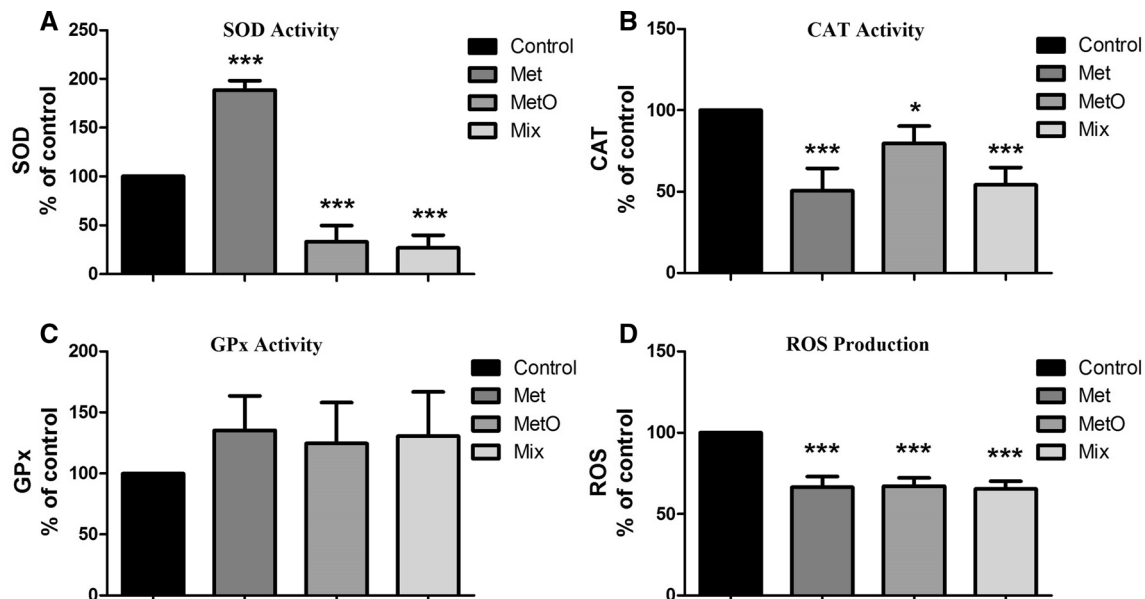 A
SOD Activity
SOD
% of control
250
200
150
100
50
0
***
***
***
Control
Met
MetO
Mix
B
CAT Activity
CAT
% of control
150
100
50
0
***
*
***
Control
Met
MetO
Mix
C
GPx Activity
GPx
% of control
200
150
100
50
0
Control
Met
MetO
Mix
D
ROS Production
ROS
% of control
150
100
50
0
***
***
***
Control
Met
MetO
Mix